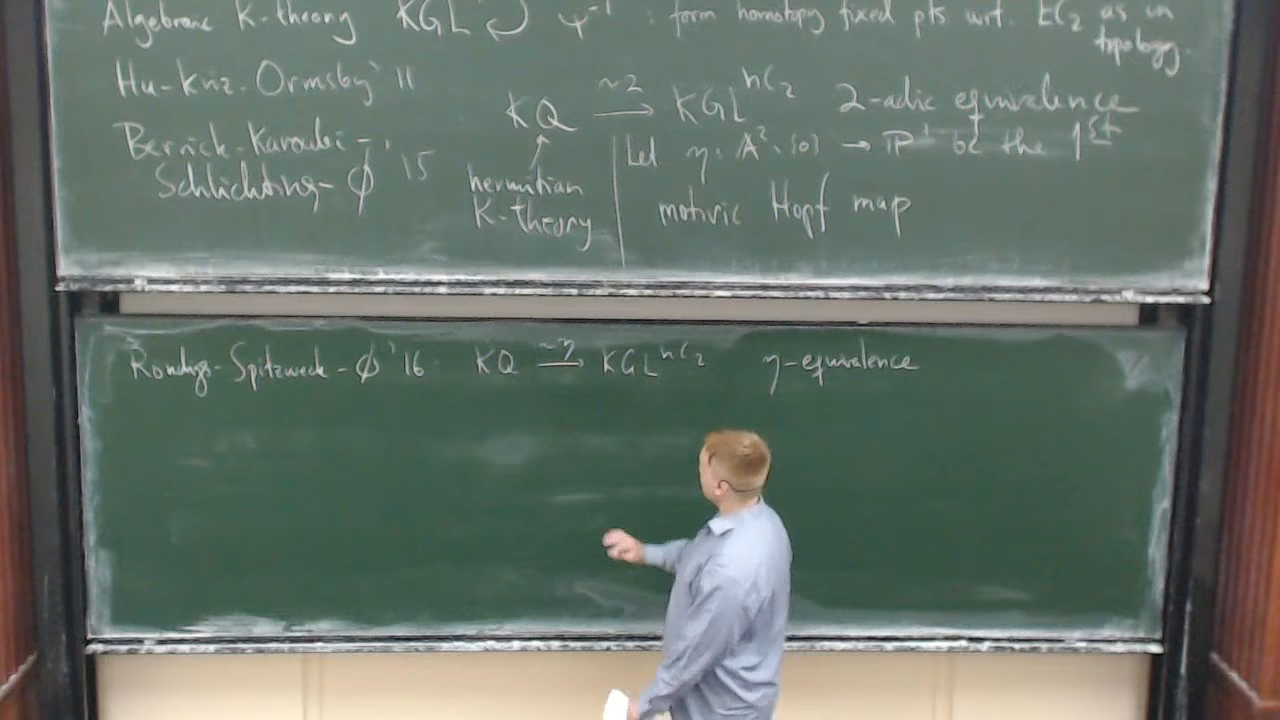 Algebraic K-theory KGL ↻ ψ⁻¹ : form homotopy fixed pts wrt. EC₂ as in topology.
Hu-Kriz-Ormsby '11
KQ →^{~2} KGL^{hC₂} 2-adic equivalence
Berrick-Karoubi-,
Schlichting-Ø '15
hermitian
K-theory
Let η: A²∖{0} → P¹ be the 1st
motivic Hopf map
Röndigs-Spitzweck-Ø '16 KQ →^{~η} KGL^{hC₂} η-equivalence